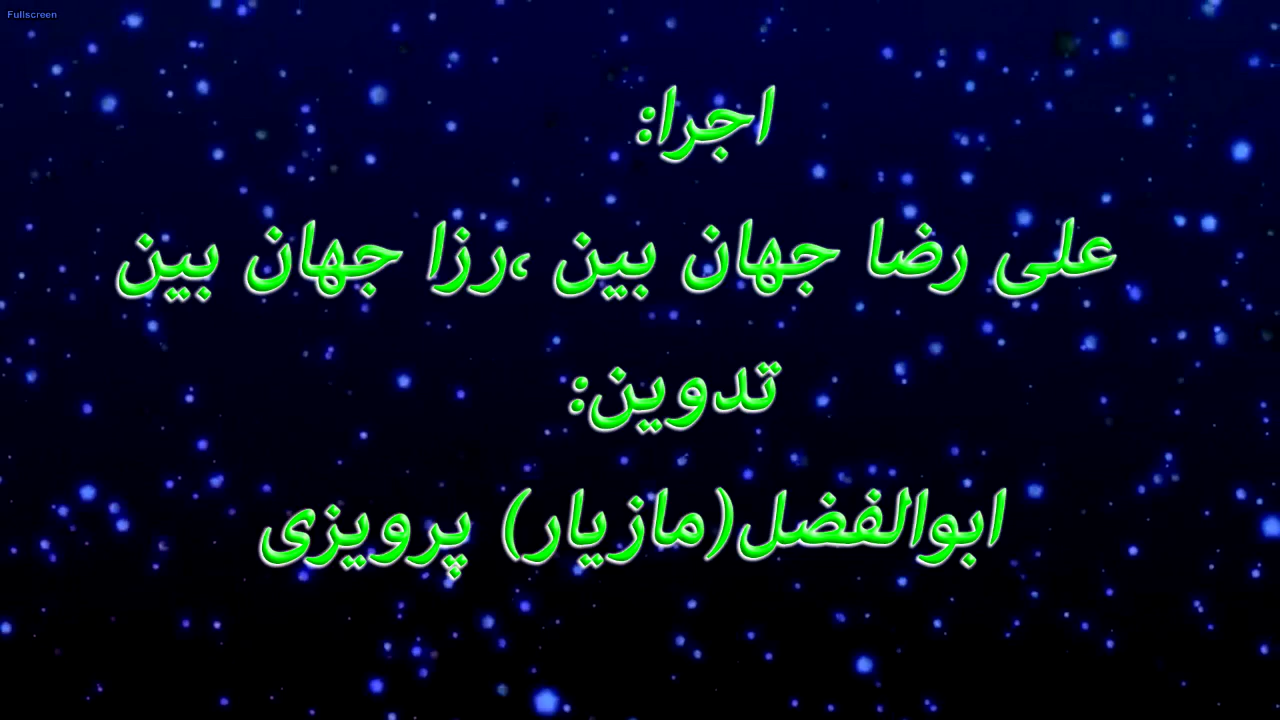 Fullscreen
اجرا:
علی رضا جهان بین ،رزا جهان بین
تدوین:
ابوالفضل(مازیار) پرویزی